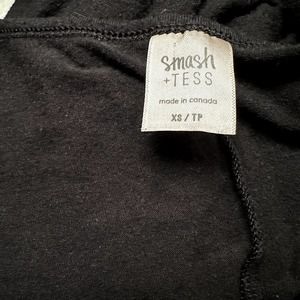 smash
+TESS
made in canada
XS / TP